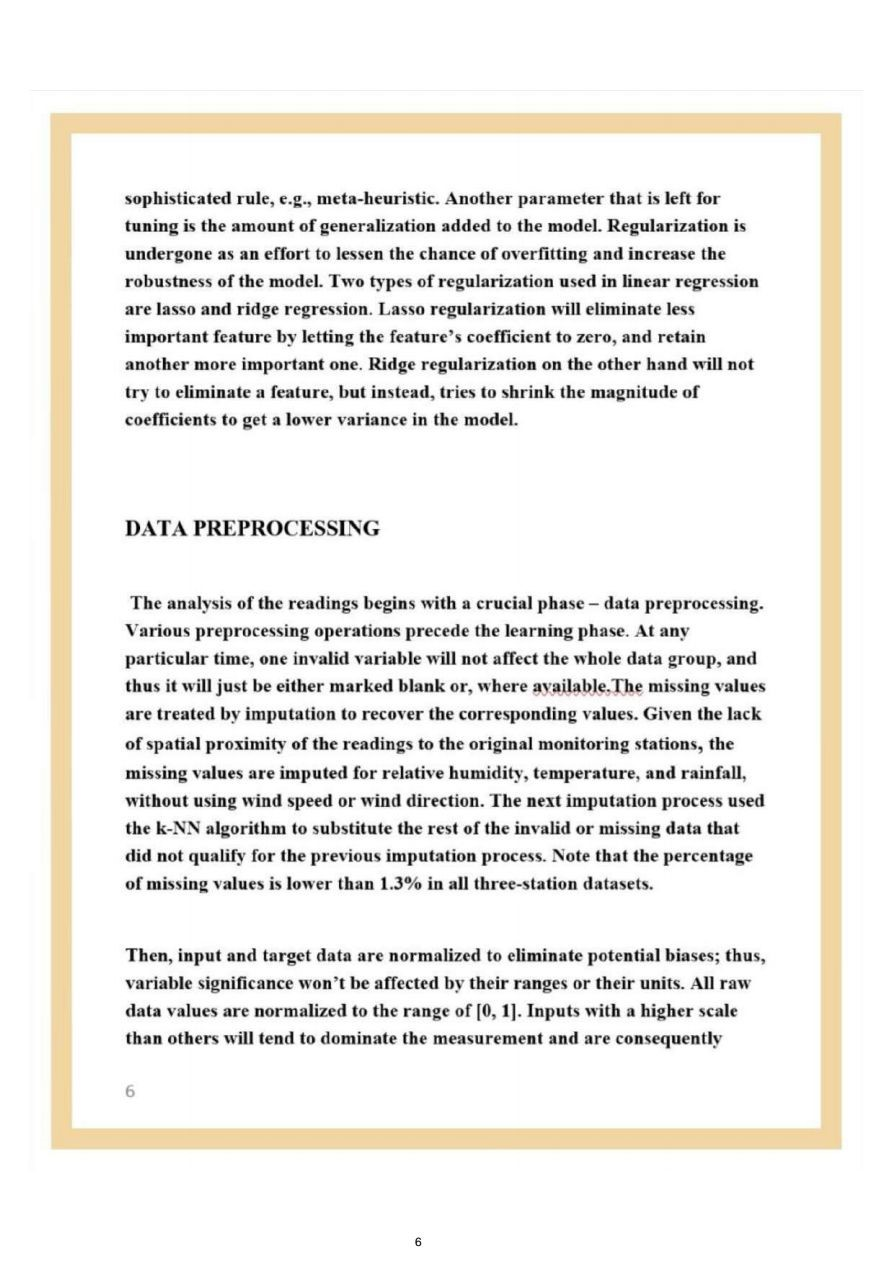 sophisticated rule, e.g., meta-heuristic. Another parameter that is left for
tuning is the amount of generalization added to the model. Regularization is
undergone as an effort to lessen the chance of overfitting and increase the
robustness of the model. Two types of regularization used in linear regression
are lasso and ridge regression. Lasso regularization will eliminate less
important feature by letting the feature’s coefficient to zero, and retain
another more important one. Ridge regularization on the other hand will not
try to eliminate a feature, but instead, tries to shrink the magnitude of
coefficients to get a lower variance in the model.
DATA PREPROCESSING
The analysis of the readings begins with a crucial phase – data preprocessing.
Various preprocessing operations precede the learning phase. At any
particular time, one invalid variable will not affect the whole data group, and
thus it will just be either marked blank or, where available.The missing values
are treated by imputation to recover the corresponding values. Given the lack
of spatial proximity of the readings to the original monitoring stations, the
missing values are imputed for relative humidity, temperature, and rainfall,
without using wind speed or wind direction. The next imputation process used
the k-NN algorithm to substitute the rest of the invalid or missing data that
did not qualify for the previous imputation process. Note that the percentage
of missing values is lower than 1.3% in all three-station datasets.
Then, input and target data are normalized to eliminate potential biases; thus,
variable significance won’t be affected by their ranges or their units. All raw
data values are normalized to the range of [0, 1]. Inputs with a higher scale
than others will tend to dominate the measurement and are consequently
6
6